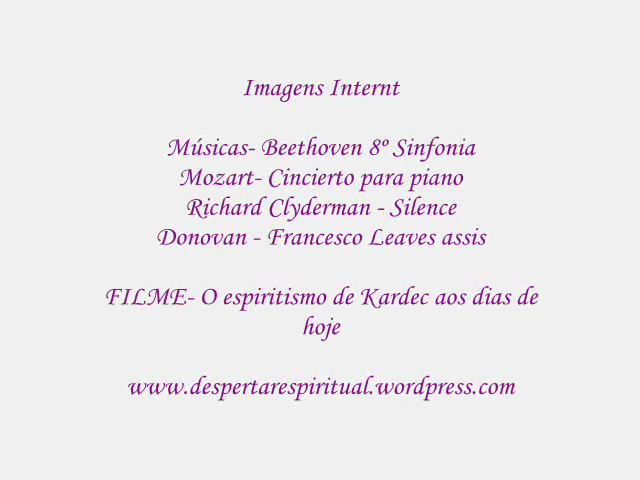 Imagens Internt
Músicas- Beethoven 8º Sinfonia
Mozart- Cincierto para piano
Richard Clyderman - Silence
Donovan - Francesco Leaves assis
FILME- O espiritismo de Kardec aos dias de
hoje
www.despertarespiritual.wordpress.com